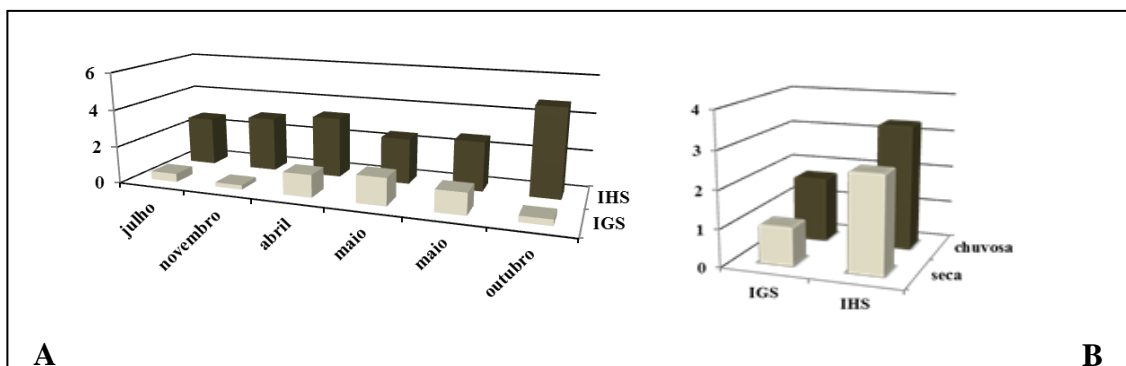 6
4
2
0
julho
novembro
abril
maio
maio
outubro
IHS
IGS
A
4
3
2
1
0
IGS
IHS
chuvosa
seca
B